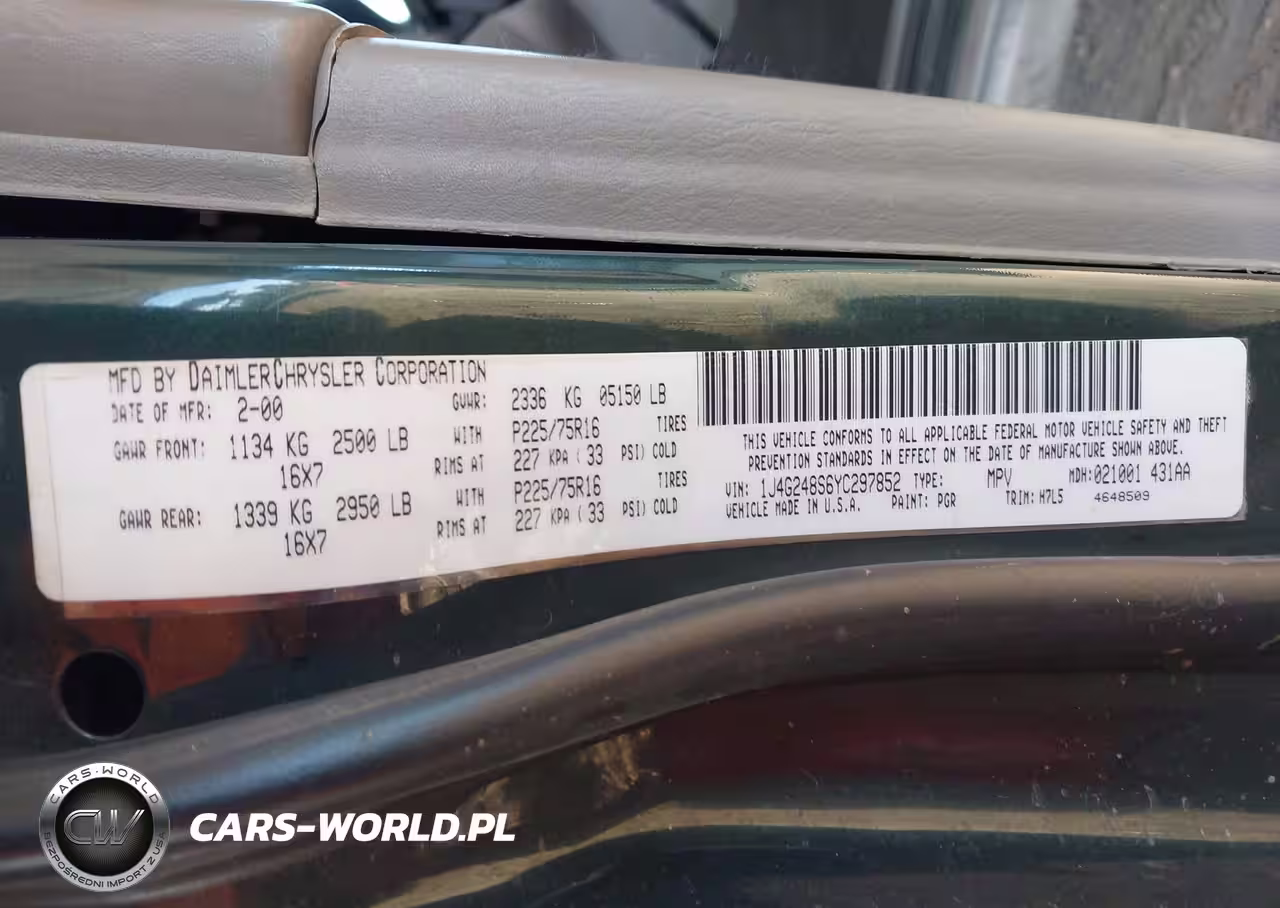 MFD BY DAIMLERCHRYSLER CORPORATION
DATE OF MFR: 2-00 GVWR: 2336 KG 05150 LB
GAWR FRONT: 1134 KG 2500 LB WITH P225/75R16 TIRES
16X7 RIMS AT 227 KPA ( 33 PSI) COLD
GAWR REAR: 1339 KG 2950 LB WITH P225/75R16 TIRES
16X7 RIMS AT 227 KPA ( 33 PSI) COLD
THIS VEHICLE CONFORMS TO ALL APPLICABLE FEDERAL MOTOR VEHICLE SAFETY AND THEFT
PREVENTION STANDARDS IN EFFECT ON THE DATE OF MANUFACTURE SHOWN ABOVE.
VIN: 1J4G248S6YC297852 TYPE: MPV MDH:021001 431AA
VEHICLE MADE IN U.S.A. PAINT: PGR TRIM: H7L5 4648509
CARS-WORLD
CW
BEZPOŚREDNI IMPORT Z USA
CARS-WORLD.PL